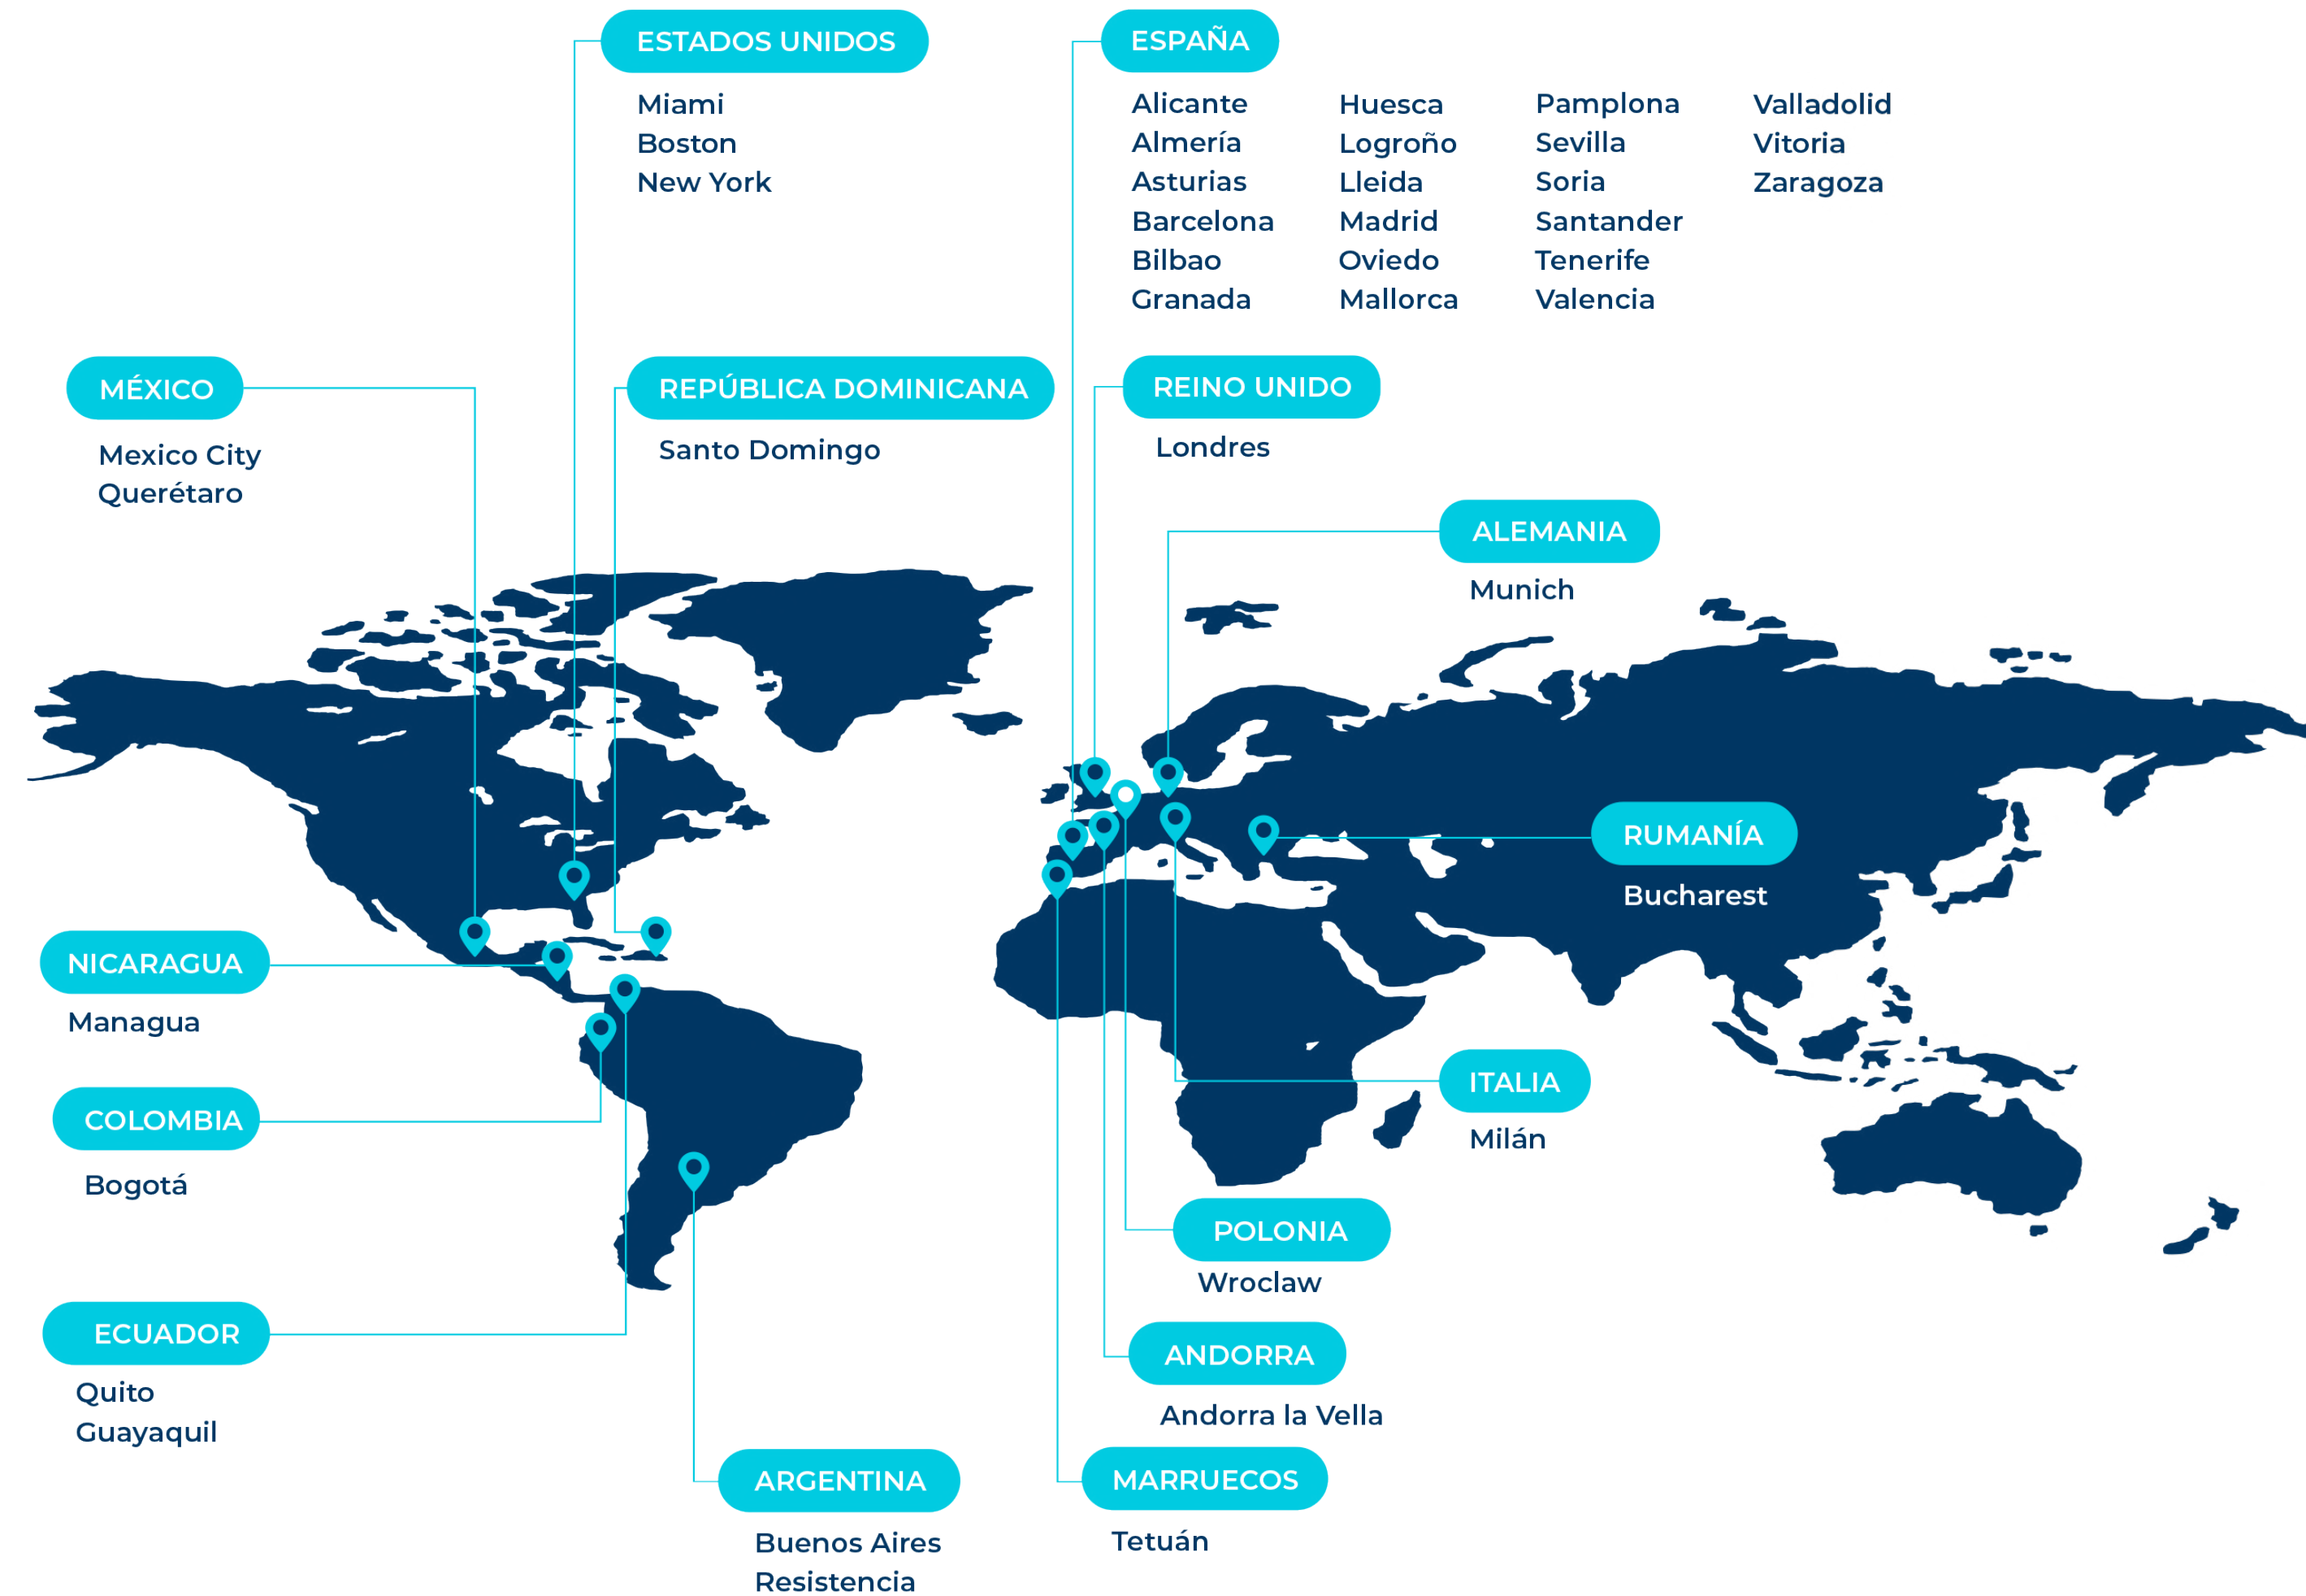 ESTADOS UNIDOS
Miami
Boston
New York
ESPAÑA
Alicante
Almería
Asturias
Barcelona
Bilbao
Granada
Huesca
Logroño
Lleida
Madrid
Oviedo
Mallorca
Pamplona
Sevilla
Soria
Santander
Tenerife
Valencia
Valladolid
Vitoria
Zaragoza
MÉXICO
Mexico City
Querétaro
REPÚBLICA DOMINICANA
Santo Domingo
REINO UNIDO
Londres
ALEMANIA
Munich
RUMANÍA
Bucharest
NICARAGUA
Managua
COLOMBIA
Bogotá
ITALIA
Milán
POLONIA
Wroclaw
ECUADOR
Quito
Guayaquil
ANDORRA
Andorra la Vella
ARGENTINA
Buenos Aires
Resistencia
MARRUECOS
Tetuán